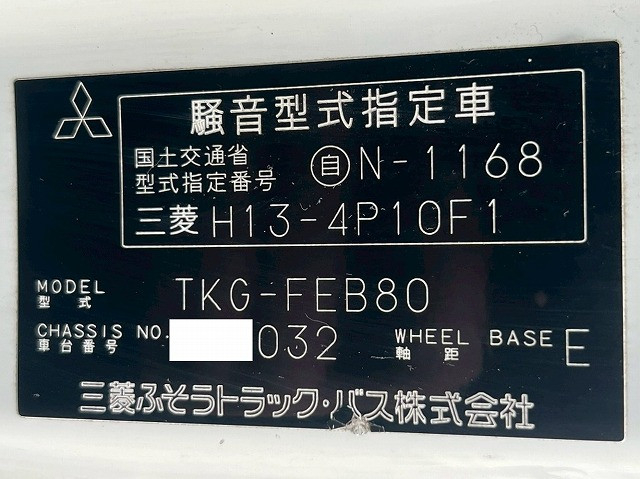 騒音型式指定車
国土交通省
型式指定番号 自 N-1168
三菱 H13-4P10F1
MODEL
型式 TKG-FEB80
CHASSIS NO.
車台番号 032
WHEEL BASE
軸距 E
三菱ふそうトラック・バス株式会社